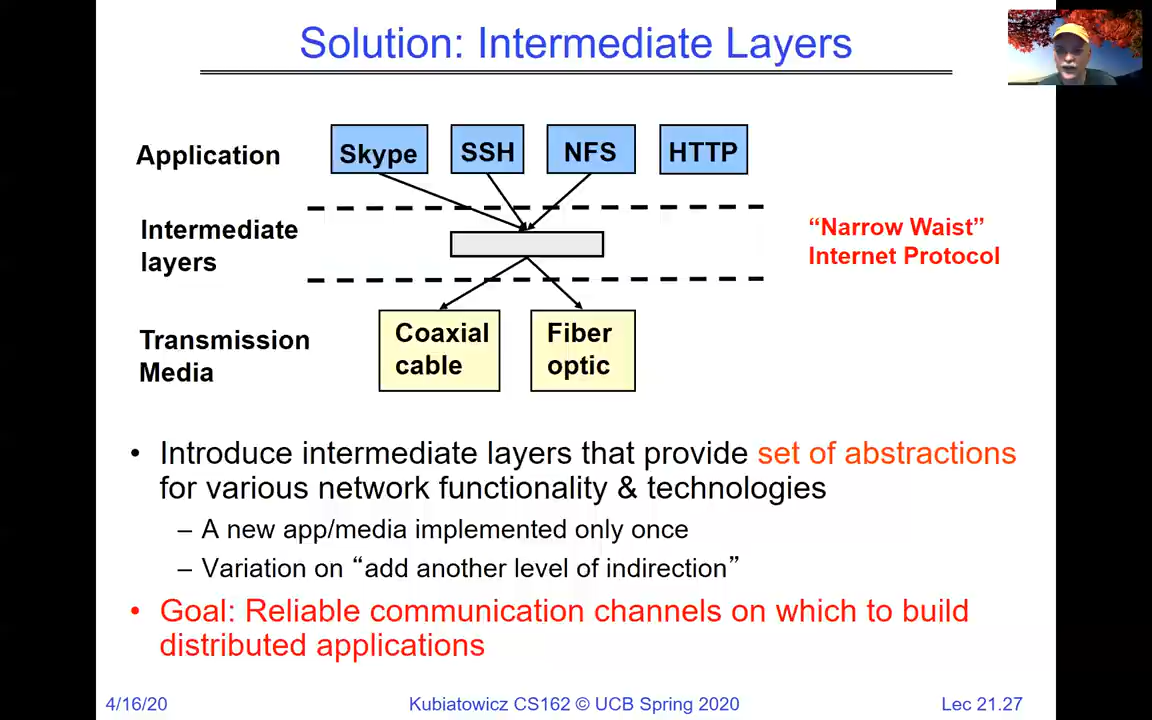 Solution: Intermediate Layers
Application
Skype
SSH
NFS
HTTP
Intermediate
layers
“Narrow Waist”
Internet Protocol
Transmission
Media
Coaxial
cable
Fiber
optic
• Introduce intermediate layers that provide set of abstractions
for various network functionality & technologies
– A new app/media implemented only once
– Variation on “add another level of indirection”
• Goal: Reliable communication channels on which to build
distributed applications
4/16/20
Kubiatowicz CS162 © UCB Spring 2020
Lec 21.27